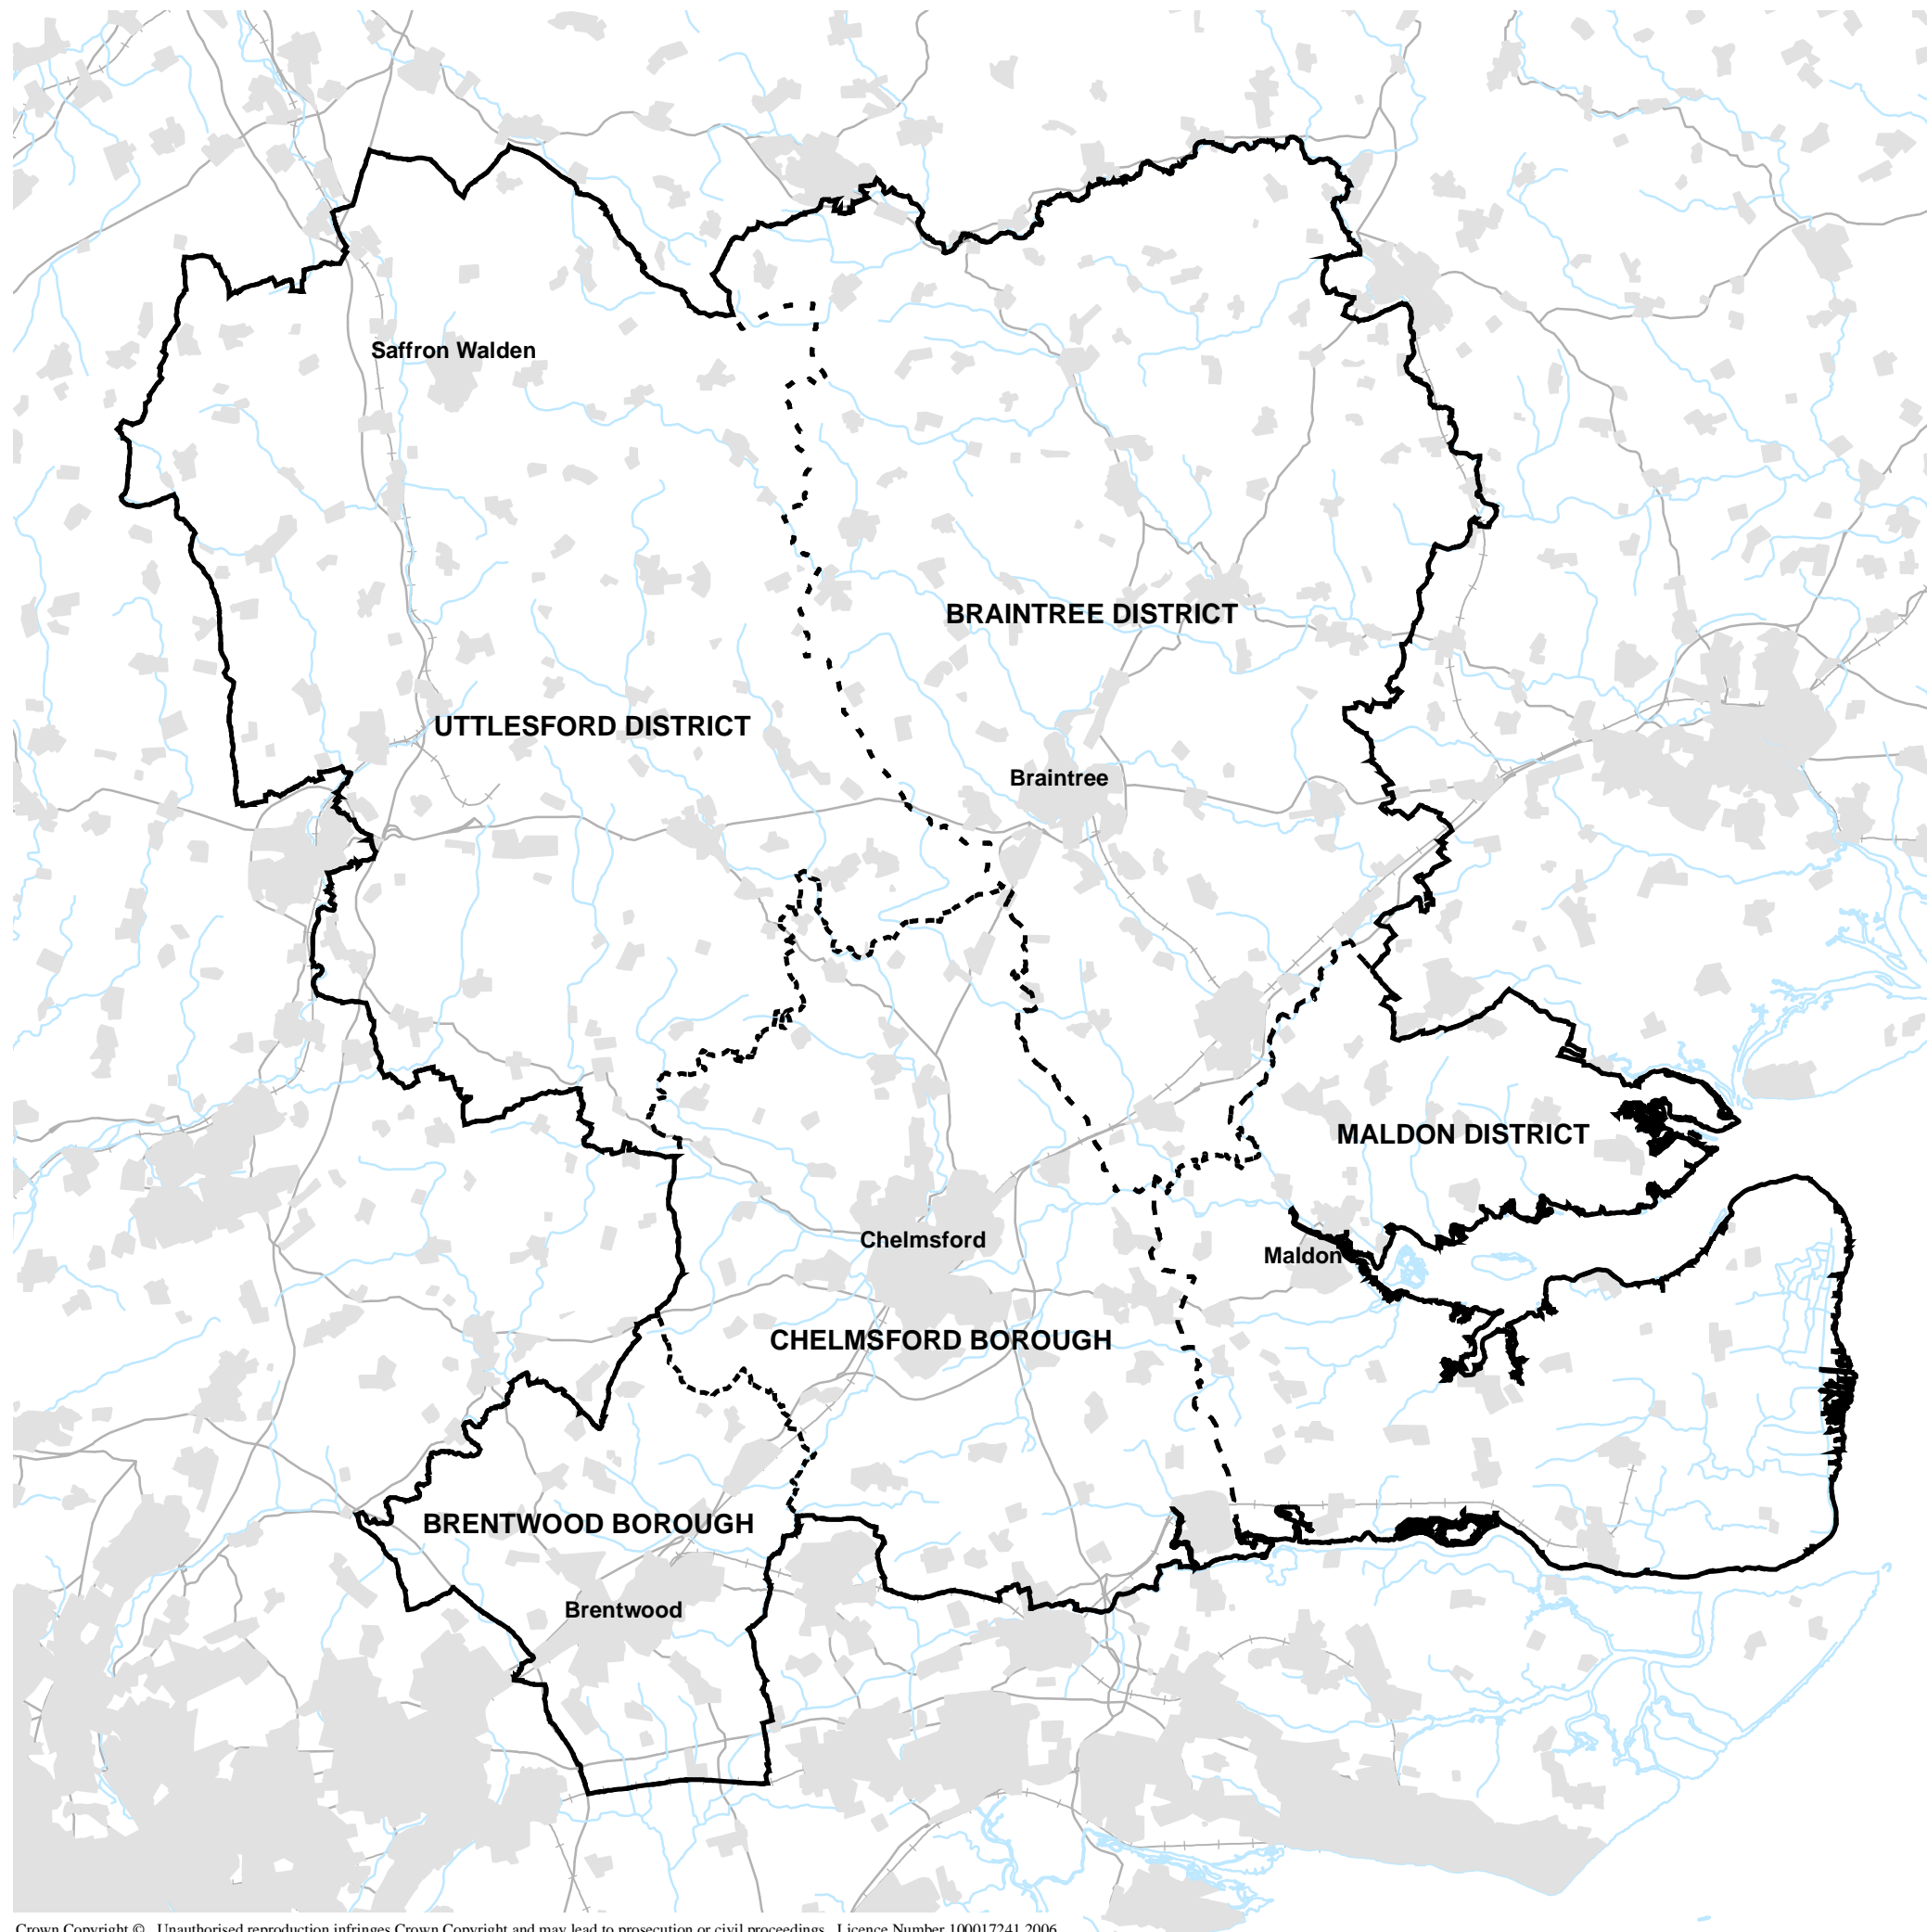 Saffron Walden
BRAINTREE DISTRICT
UTTLESFORD DISTRICT
Braintree
MALDON DISTRICT
Chelmsford
Maldon
CHELMSFORD BOROUGH
BRENTWOOD BOROUGH
Brentwood
Crown Copyright © . Unauthorised reproduction infringes Crown Copyright and may lead to prosecution or civil proceedings . Licence Number 100017241 2006